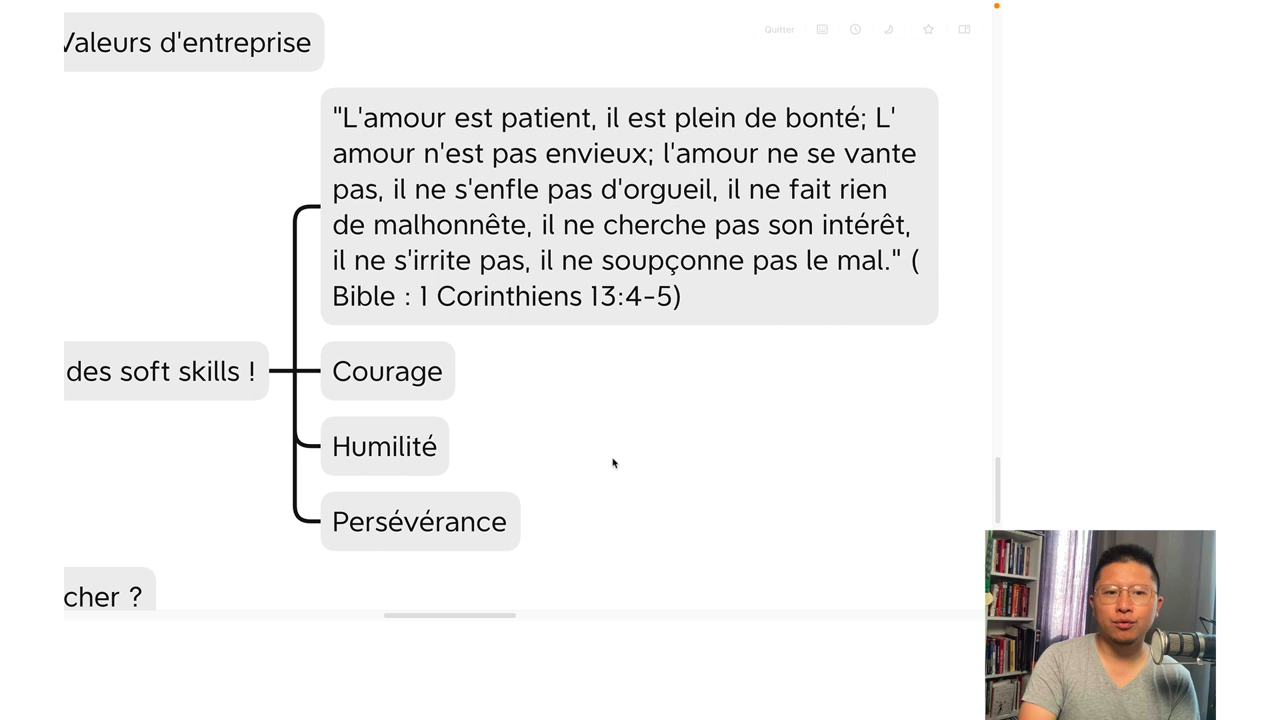 Valeurs d'entreprise
Quitter
"L'amour est patient, il est plein de bonté; L'
amour n'est pas envieux; l'amour ne se vante
pas, il ne s'enfle pas d'orgueil, il ne fait rien
de malhonnête, il ne cherche pas son intérêt,
il ne s'irrite pas, il ne soupçonne pas le mal." (
Bible : 1 Corinthiens 13:4-5)
des soft skills !
Courage
Humilité
Persévérance
cher ?